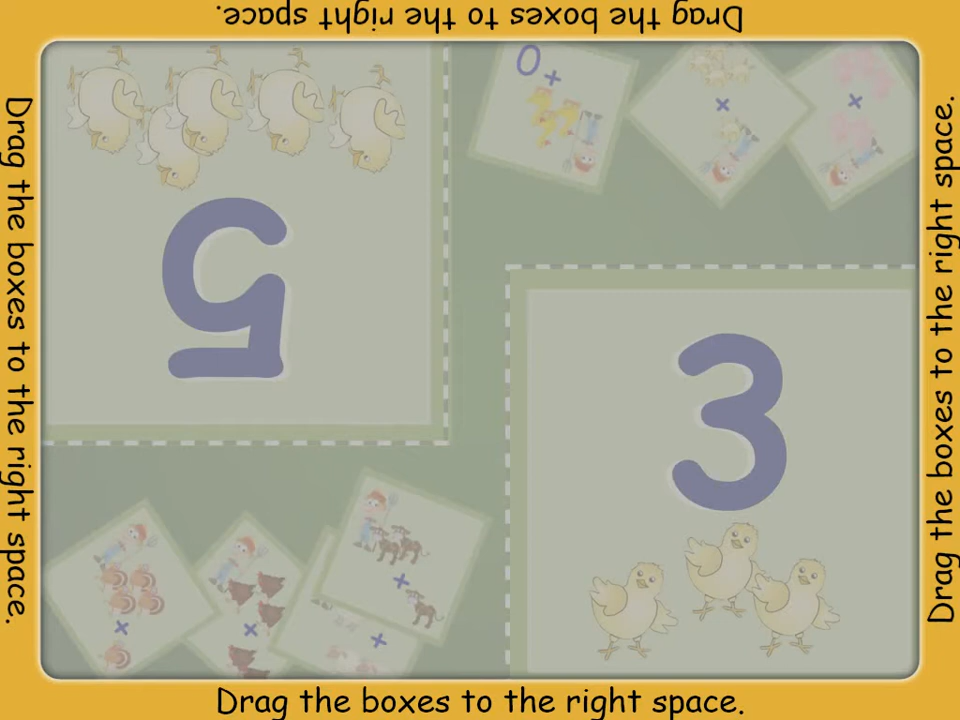 Drag the boxes to the right space.
Drag the boxes to the right space.
Drag the boxes to the right space.
5
0+
+
+
3
+
+
+
+
Drag the boxes to the right space.